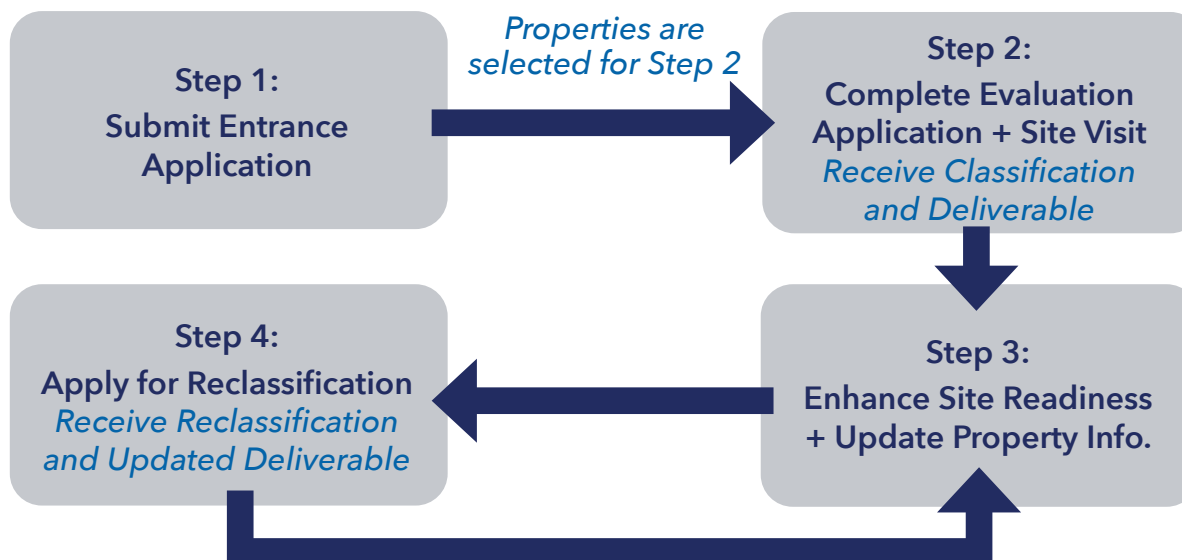 Step 1:
Submit Entrance
Application
Properties are
selected for Step 2
Step 2:
Complete Evaluation
Application + Site Visit
Receive Classification
and Deliverable
Step 3:
Enhance Site Readiness
+ Update Property Info.
Step 4:
Apply for Reclassification
Receive Reclassification
and Updated Deliverable